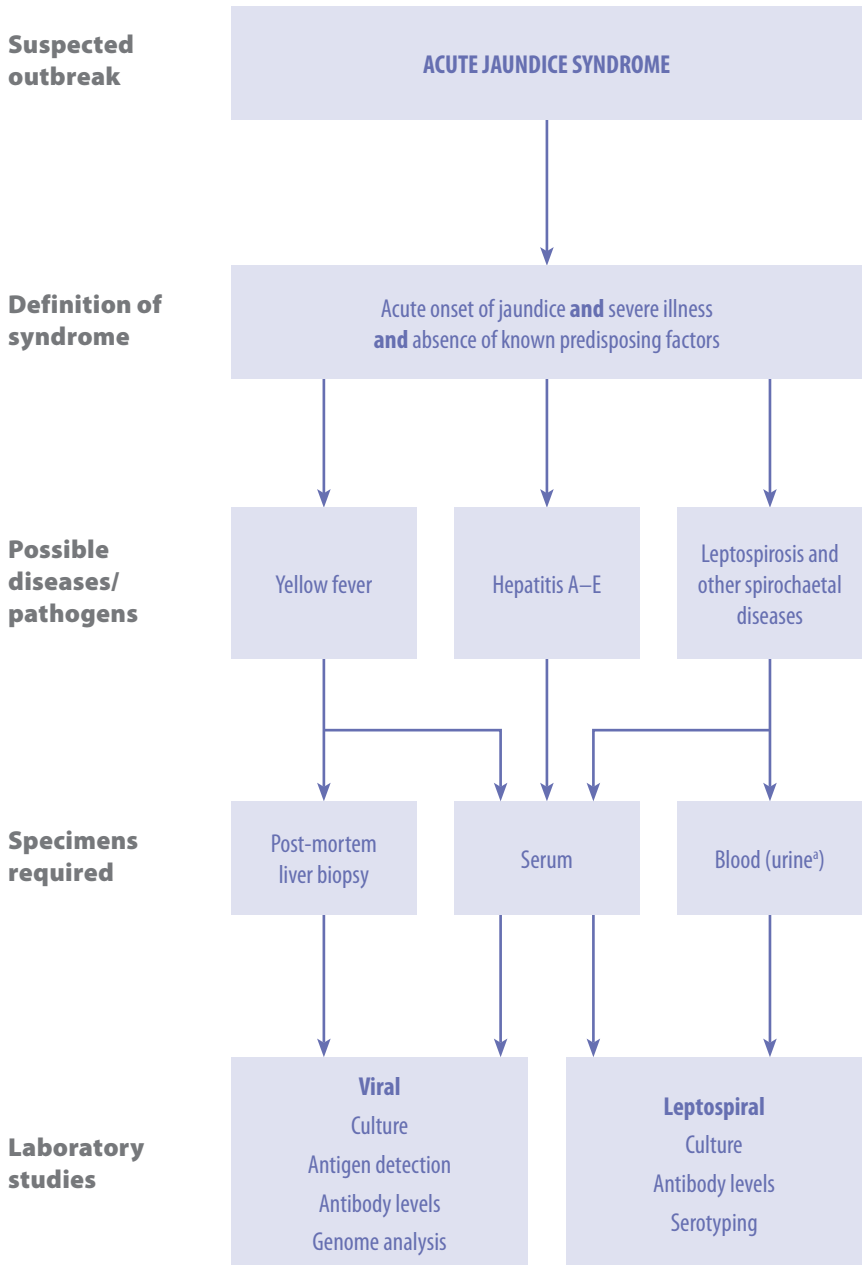 Suspected
outbreak
ACUTE JAUNDICE SYNDROME
Definition of
syndrome
Acute onset of jaundice and severe illness
and absence of known predisposing factors
Possible
diseases/
pathogens
Yellow fever
Hepatitis A–E
Leptospirosis and
other spirochaetal
diseases
Specimens
required
Post-mortem
liver biopsy
Serum
Blood (urineᵃ)
Laboratory
studies
Viral
Culture
Antigen detection
Antibody levels
Genome analysis
Leptospiral
Culture
Antibody levels
Serotyping